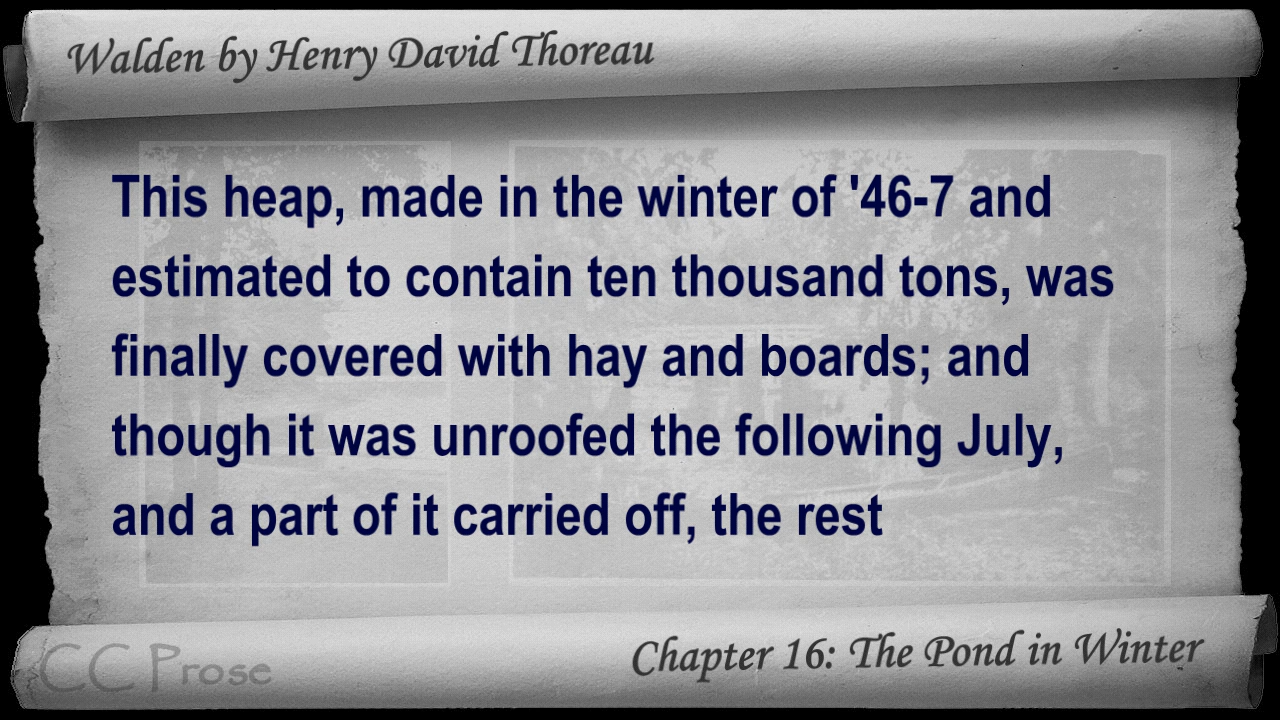 Walden by Henry David Thoreau
This heap, made in the winter of '46-7 and
estimated to contain ten thousand tons, was
finally covered with hay and boards; and
though it was unroofed the following July,
and a part of it carried off, the rest
CC Prose
Chapter 16: The Pond in Winter